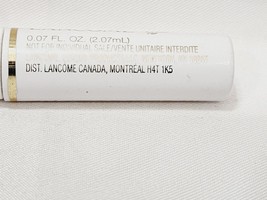 0.07 FL. OZ. (2.07mL)
NOT FOR INDIVIDUAL SALE/VENTE UNITAIRE INTERDITE
DIST. LANCOME CANADA, MONTREAL H4T 1K5